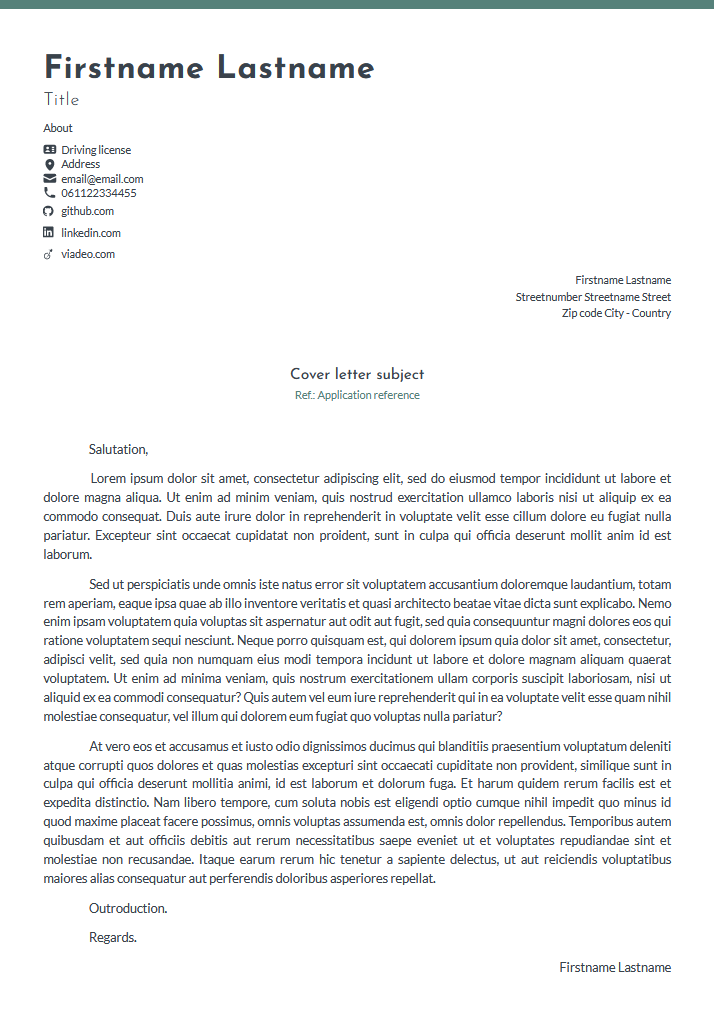 Firstname Lastname
Title
About
Driving license
Address
email@email.com
061122334455
github.com
linkedin.com
viadeo.com
Firstname Lastname
Streetnumber Streetname Street
Zip code City - Country
Cover letter subject
Ref.: Application reference
Salutation,
Lorem ipsum dolor sit amet, consectetur adipiscing elit, sed do eiusmod tempor incididunt ut labore et
dolore magna aliqua. Ut enim ad minim veniam, quis nostrud exercitation ullamco laboris nisi ut aliquip ex ea
commodo consequat. Duis aute irure dolor in reprehenderit in voluptate velit esse cillum dolore eu fugiat nulla
pariatur. Excepteur sint occaecat cupidatat non proident, sunt in culpa qui officia deserunt mollit anim id est
laborum.
Sed ut perspiciatis unde omnis iste natus error sit voluptatem accusantium doloremque laudantium, totam
rem aperiam, eaque ipsa quae ab illo inventore veritatis et quasi architecto beatae vitae dicta sunt explicabo. Nemo
enim ipsam voluptatem quia voluptas sit aspernatur aut odit aut fugit, sed quia consequuntur magni dolores eos qui
ratione voluptatem sequi nesciunt. Neque porro quisquam est, qui dolorem ipsum quia dolor sit amet, consectetur,
adipisci velit, sed quia non numquam eius modi tempora incidunt ut labore et dolore magnam aliquam quaerat
voluptatem. Ut enim ad minima veniam, quis nostrum exercitationem ullam corporis suscipit laboriosam, nisi ut
aliquid ex ea commodi consequatur? Quis autem vel eum iure reprehenderit qui in ea voluptate velit esse quam nihil
molestiae consequatur, vel illum qui dolorem eum fugiat quo voluptas nulla pariatur?
At vero eos et accusamus et iusto odio dignissimos ducimus qui blanditiis praesentium voluptatum deleniti
atque corrupti quos dolores et quas molestias excepturi sint occaecati cupiditate non provident, similique sunt in
culpa qui officia deserunt mollitia animi, id est laborum et dolorum fuga. Et harum quidem rerum facilis est et
expedita distinctio. Nam libero tempore, cum soluta nobis est eligendi optio cumque nihil impedit quo minus id
quod maxime placeat facere possimus, omnis voluptas assumenda est, omnis dolor repellendus. Temporibus autem
quibusdam et aut officiis debitis aut rerum necessitatibus saepe eveniet ut et voluptates repudiandae sint et
molestiae non recusandae. Itaque earum rerum hic tenetur a sapiente delectus, ut aut reiciendis voluptatibus
maiores alias consequatur aut perferendis doloribus asperiores repellat.
Outroduction.
Regards.
Firstname Lastname